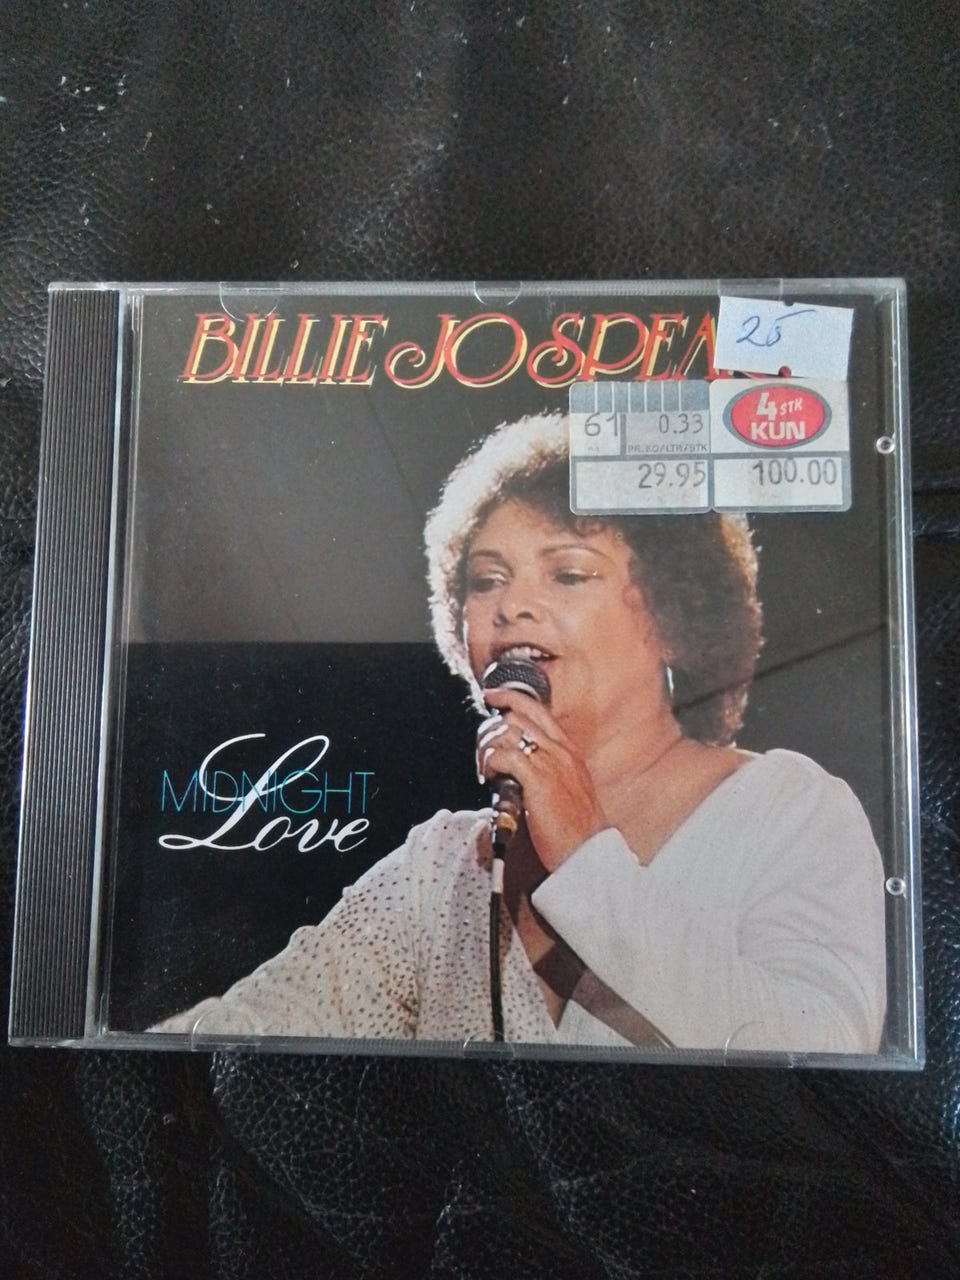 BILLIE JO SPEA
25
4 STK
KUN
61 0.33
PR.KG/LTR/STK
29.95 100.00
MIDNIGHT
Love